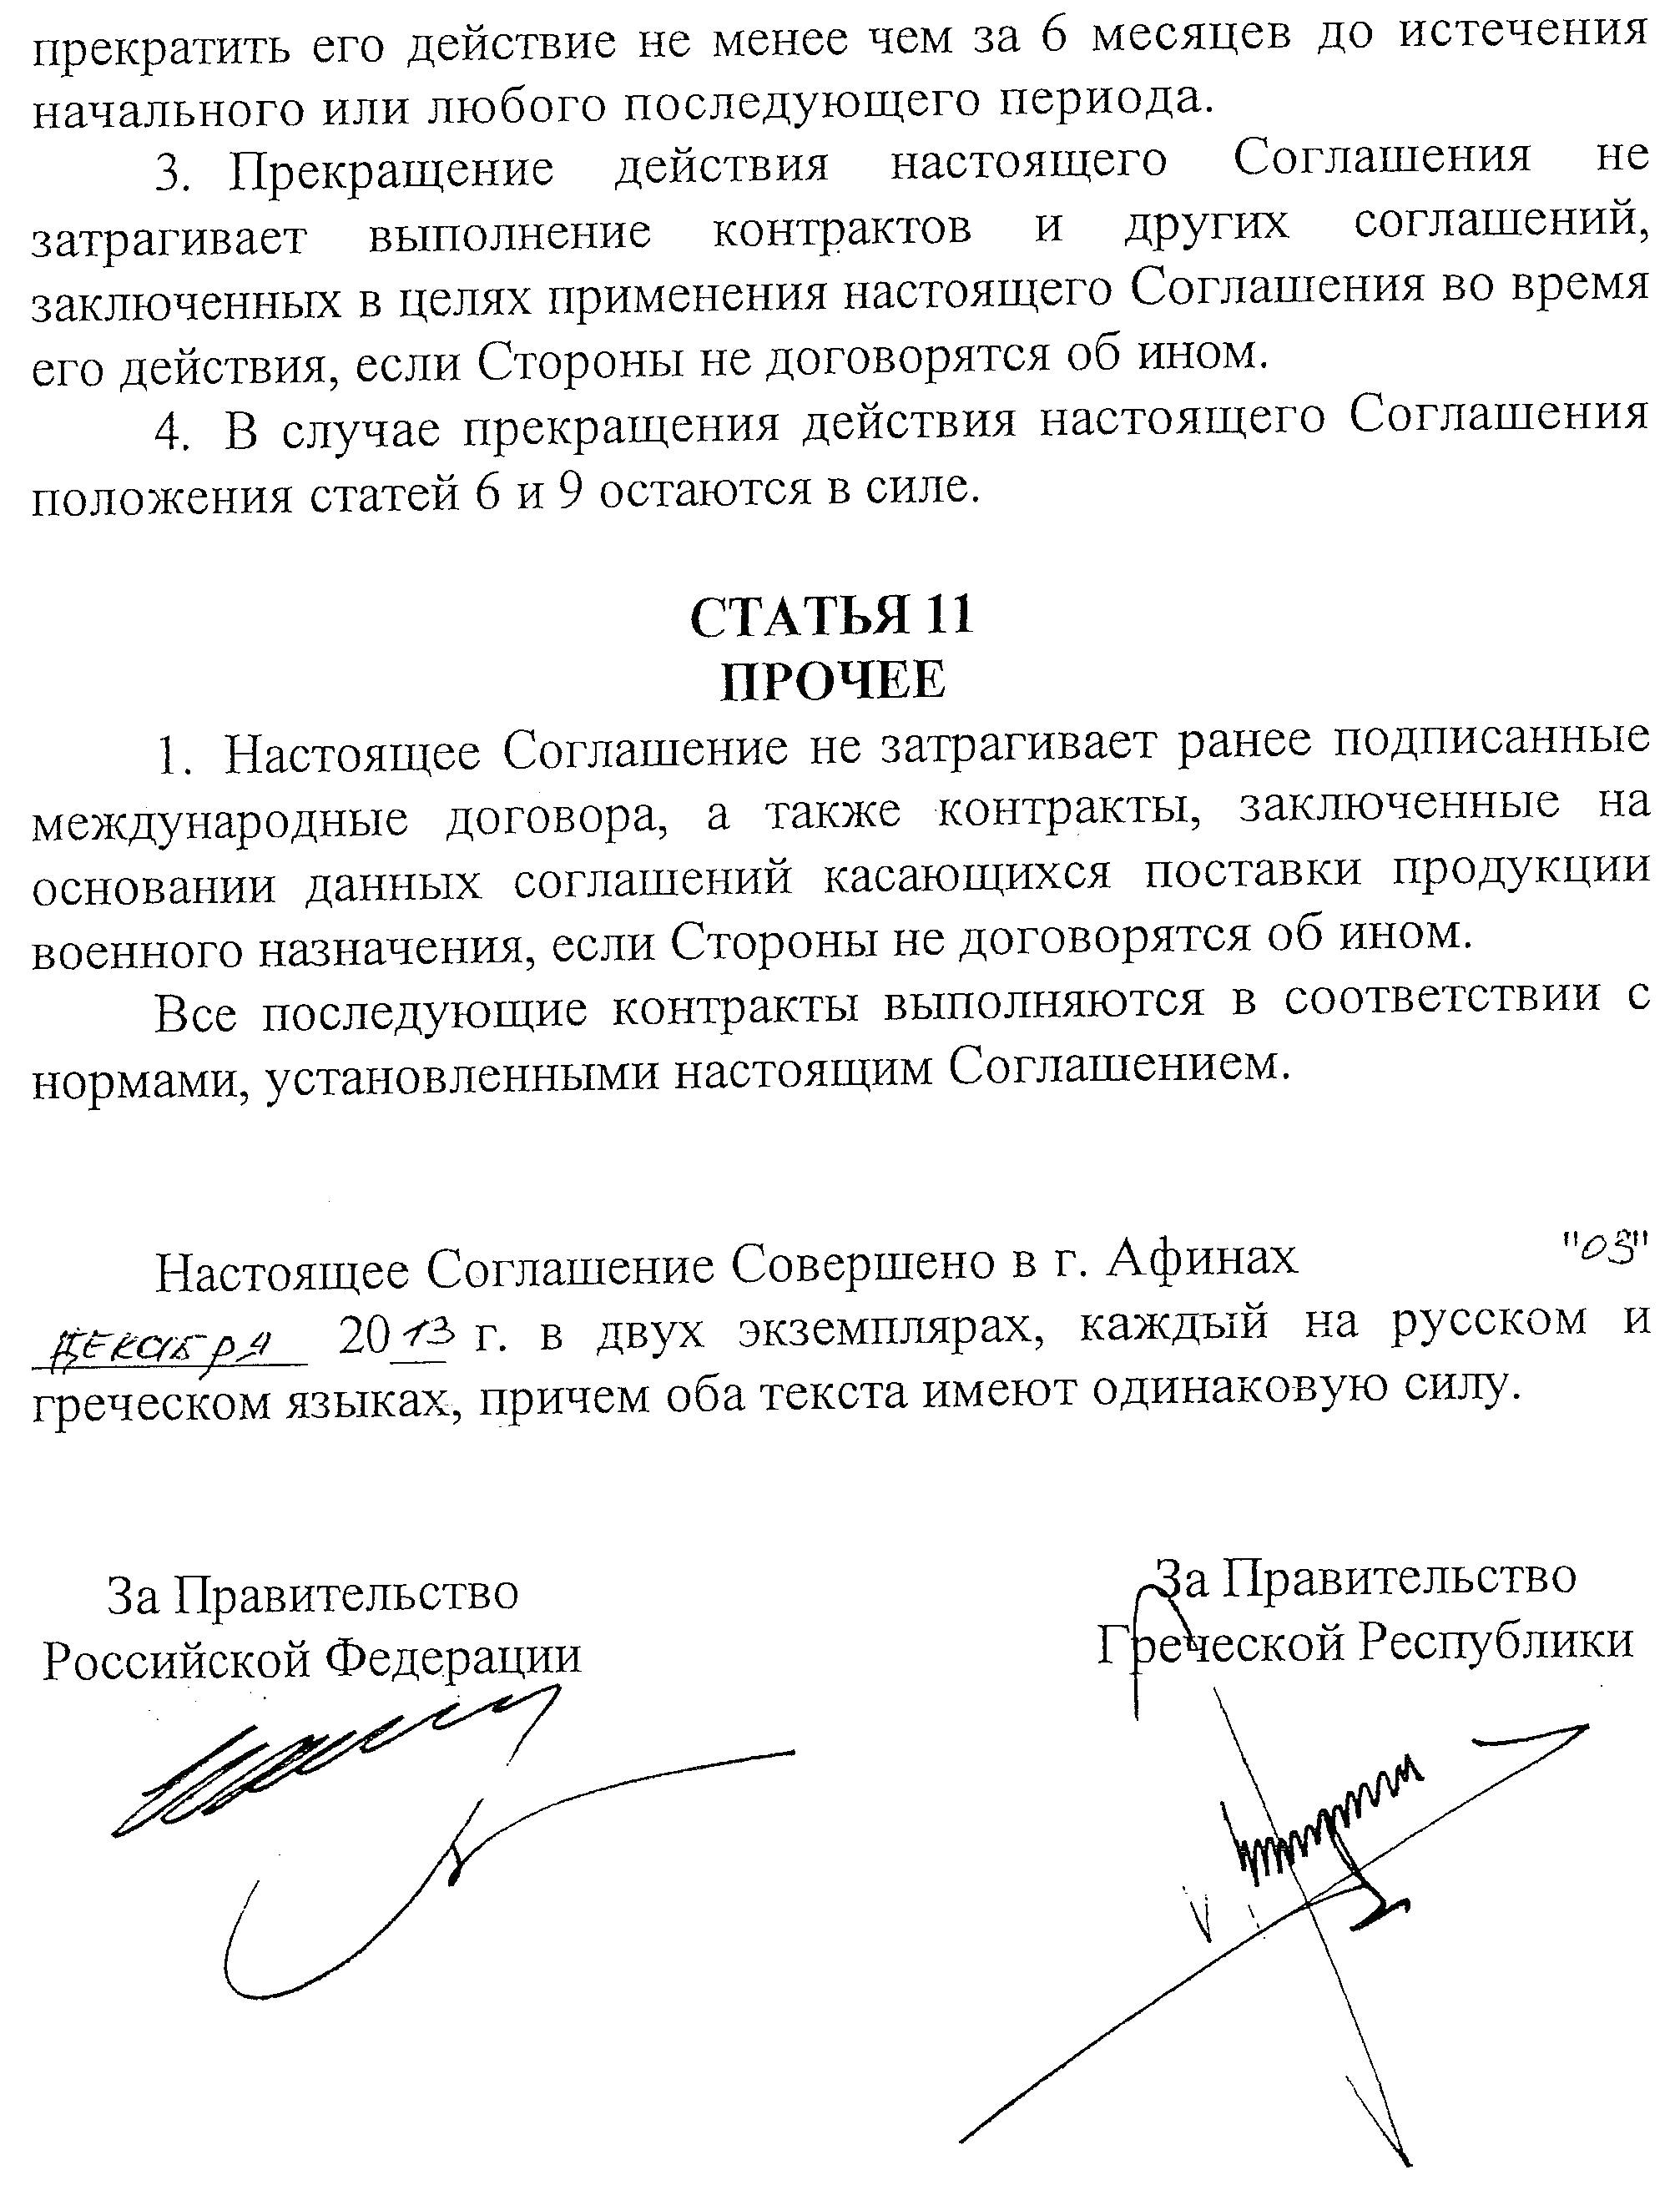 прекратить его действие не менее чем за 6 месяцев до истечения
начального или любого последующего периода.
3. Прекращение действия настоящего Соглашения не
затрагивает выполнение контрактов и других соглашений,
заключенных в целях применения настоящего Соглашения во время
его действия, если Стороны не договорятся об ином.
4. В случае прекращения действия настоящего Соглашения
положения статей 6 и 9 остаются в силе.
СТАТЬЯ 11
ПРОЧЕЕ
1. Настоящее Соглашение не затрагивает ранее подписанные
международные договора, а также контракты, заключенные на
основании данных соглашений касающихся поставки продукции
военного назначения, если Стороны не договорятся об ином.
Все последующие контракты выполняются в соответствии с
нормами, установленными настоящим Соглашением.
Настоящее Соглашение Совершено в г. Афинах "03"
декабря 2013 г. в двух экземплярах, каждый на русском и
греческом языках, причем оба текста имеют одинаковую силу.
За Правительство
Российской Федерации
За Правительство
Греческой Республики